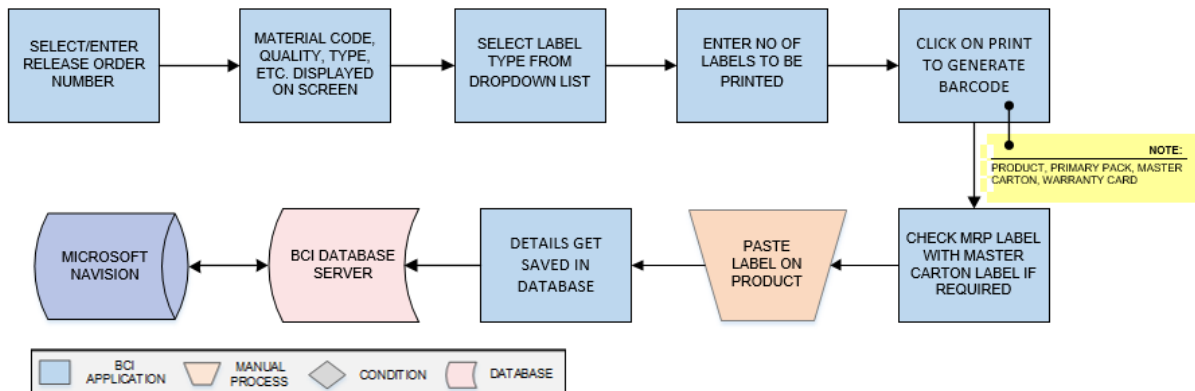 SELECT/ENTER
RELEASE ORDER
NUMBER
MATERIAL CODE,
QUALITY, TYPE,
ETC. DISPLAYED
ON SCREEN
SELECT LABEL
TYPE FROM
DROPDOWN LIST
ENTER NO OF
LABELS TO BE
PRINTED
CLICK ON PRINT
TO GENERATE
BARCODE
NOTE:
PRODUCT, PRIMARY PACK, MASTER
CARTON, WARRANTY CARD
CHECK MRP LABEL
WITH MASTER
CARTON LABEL IF
REQUIRED
PASTE
LABEL ON
PRODUCT
DETAILS GET
SAVED IN
DATABASE
BCI DATABASE
SERVER
MICROSOFT
NAVISION
BCI
APPLICATION
MANUAL
PROCESS
CONDITION
DATABASE